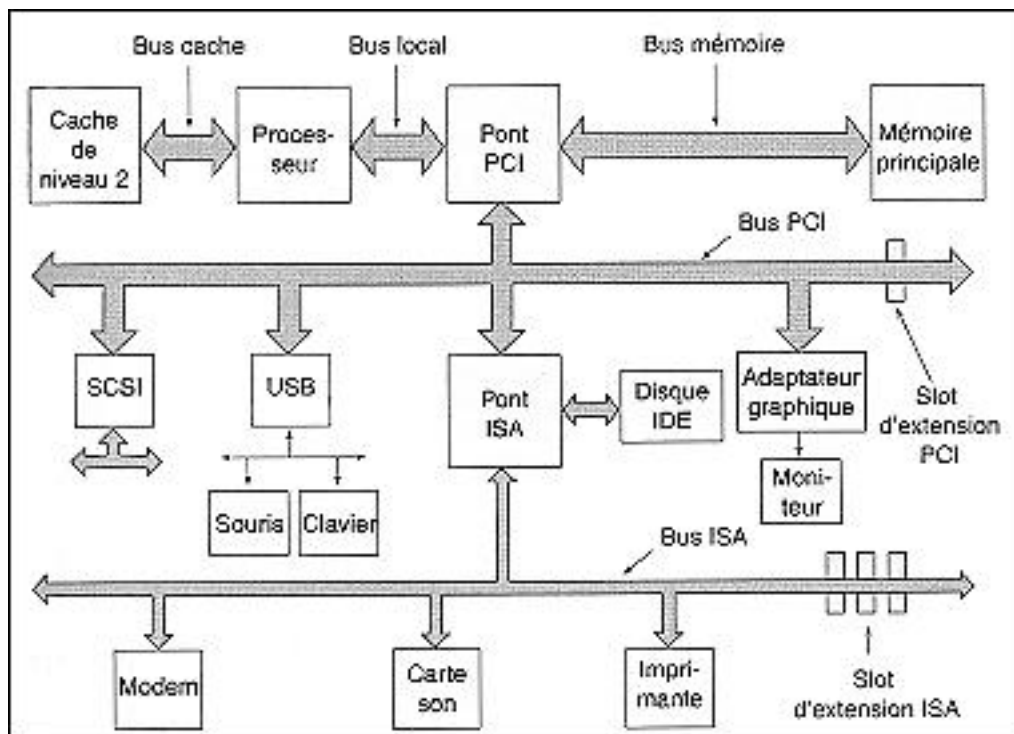 Bus cache
Bus local
Bus mémoire
Cache
de
niveau 2
Proces-
seur
Pont
PCI
Mémoire
principale
Bus PCI
SCSI
USB
Pont
ISA
Disque
IDE
Adaptateur
graphique
Slot
d'extension
PCI
Moni-
teur
Souris
Clavier
Bus ISA
Modem
Carte
son
Impri-
mante
Slot
d'extension ISA